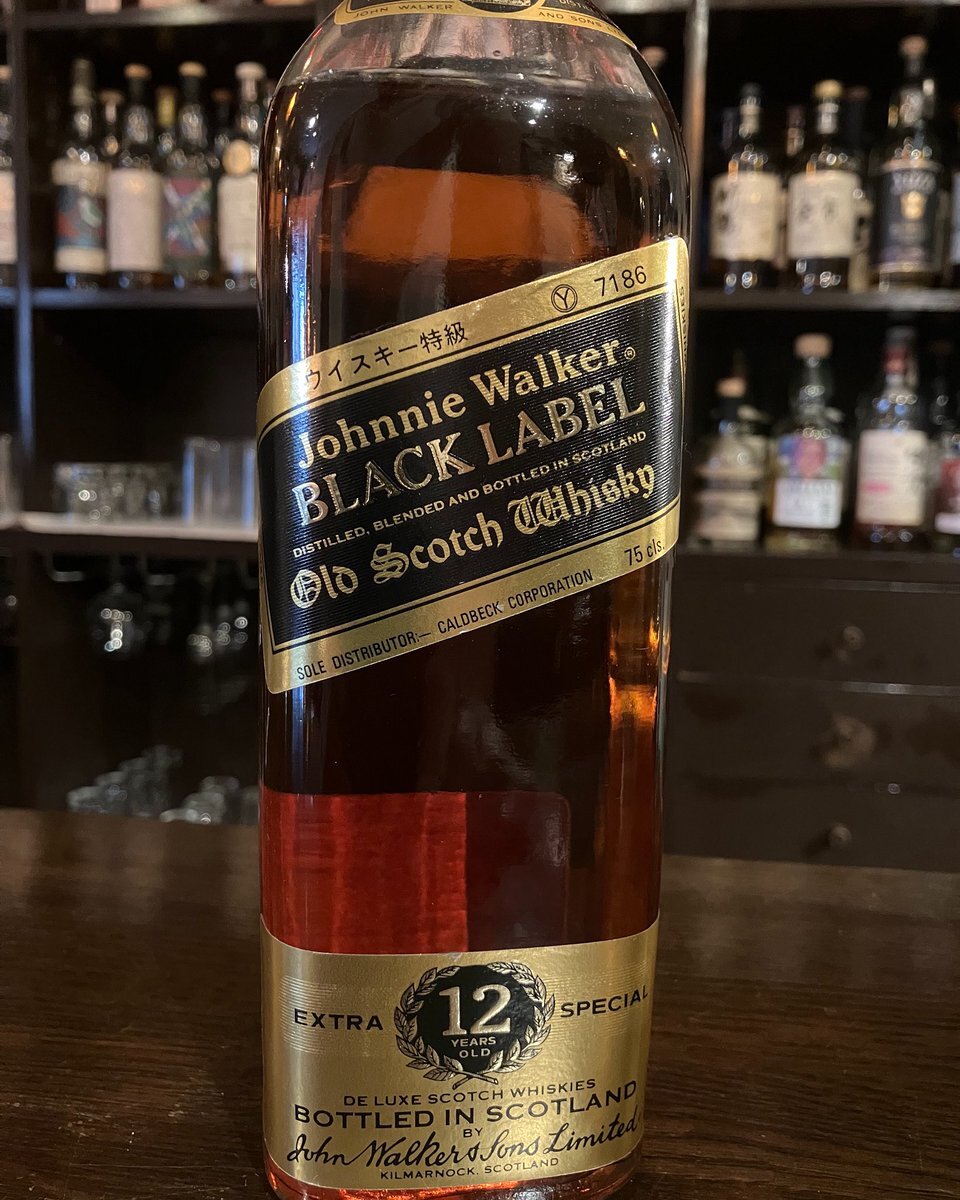 JOHN WALKER AND SONS
ウイスキー特級 Ⓨ 7186
Johnnie Walker®
BLACK LABEL
DISTILLED, BLENDED AND BOTTLED IN SCOTLAND
Old Scotch Whisky
75 cls.
SOLE DISTRIBUTOR:— CALDBECK CORPORATION
EXTRA 12 SPECIAL
YEARS
OLD
DE LUXE SCOTCH WHISKIES
BOTTLED IN SCOTLAND
BY
John Walker & Sons Limited
KILMARNOCK. SCOTLAND